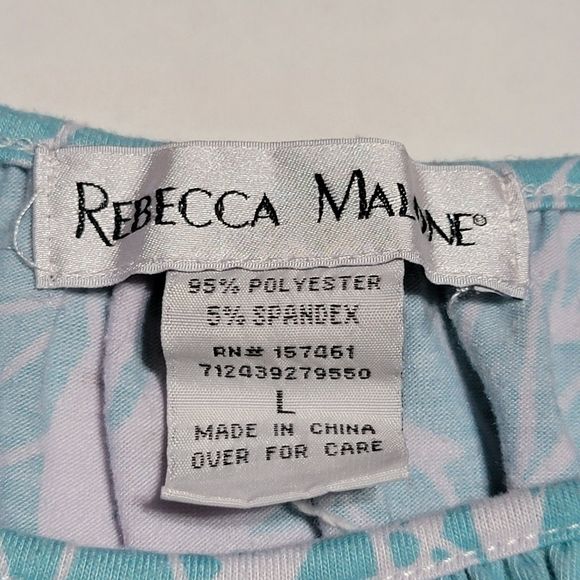 REBECCA MALONE®
95% POLYESTER
5% SPANDEX
RN# 157461
712439279550
L
MADE IN CHINA
OVER FOR CARE